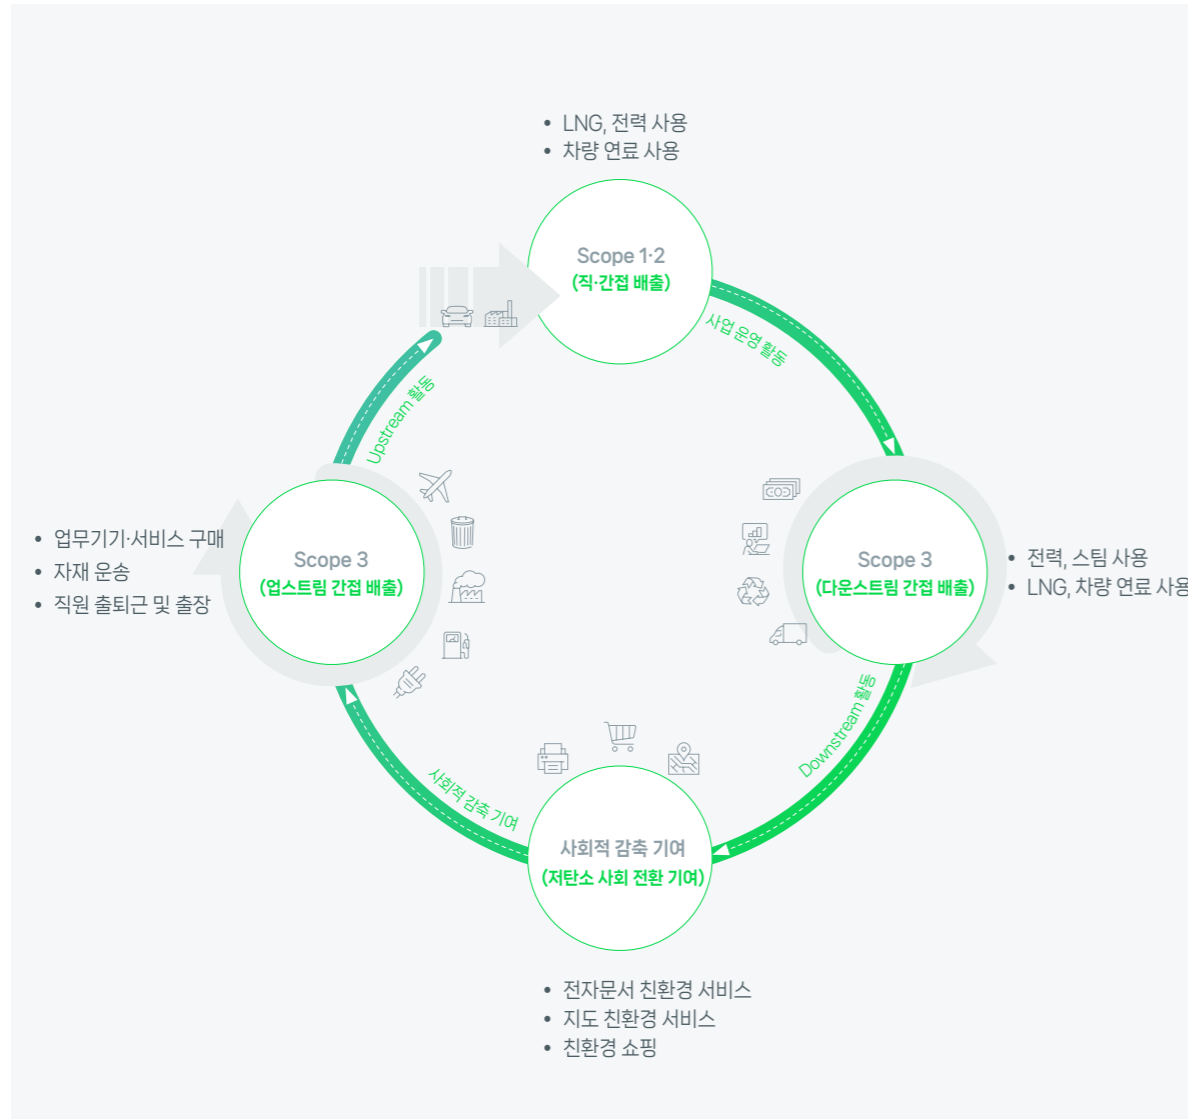 • LNG, 전력 사용
• 차량 연료 사용
Scope 1·2
(직·간접 배출)
사업 운영 활동
Upstream 활동
• 업무기기·서비스 구매
• 자재 운송
• 직원 출퇴근 및 출장
Scope 3
(업스트림 간접 배출)
Scope 3
(다운스트림 간접 배출)
• 전력, 스팀 사용
• LNG, 차량 연료 사용
Downstream 활동
사회적 감축 기여
사회적 감축 기여
(저탄소 사회 전환 기여)
• 전자문서 친환경 서비스
• 지도 친환경 서비스
• 친환경 쇼핑